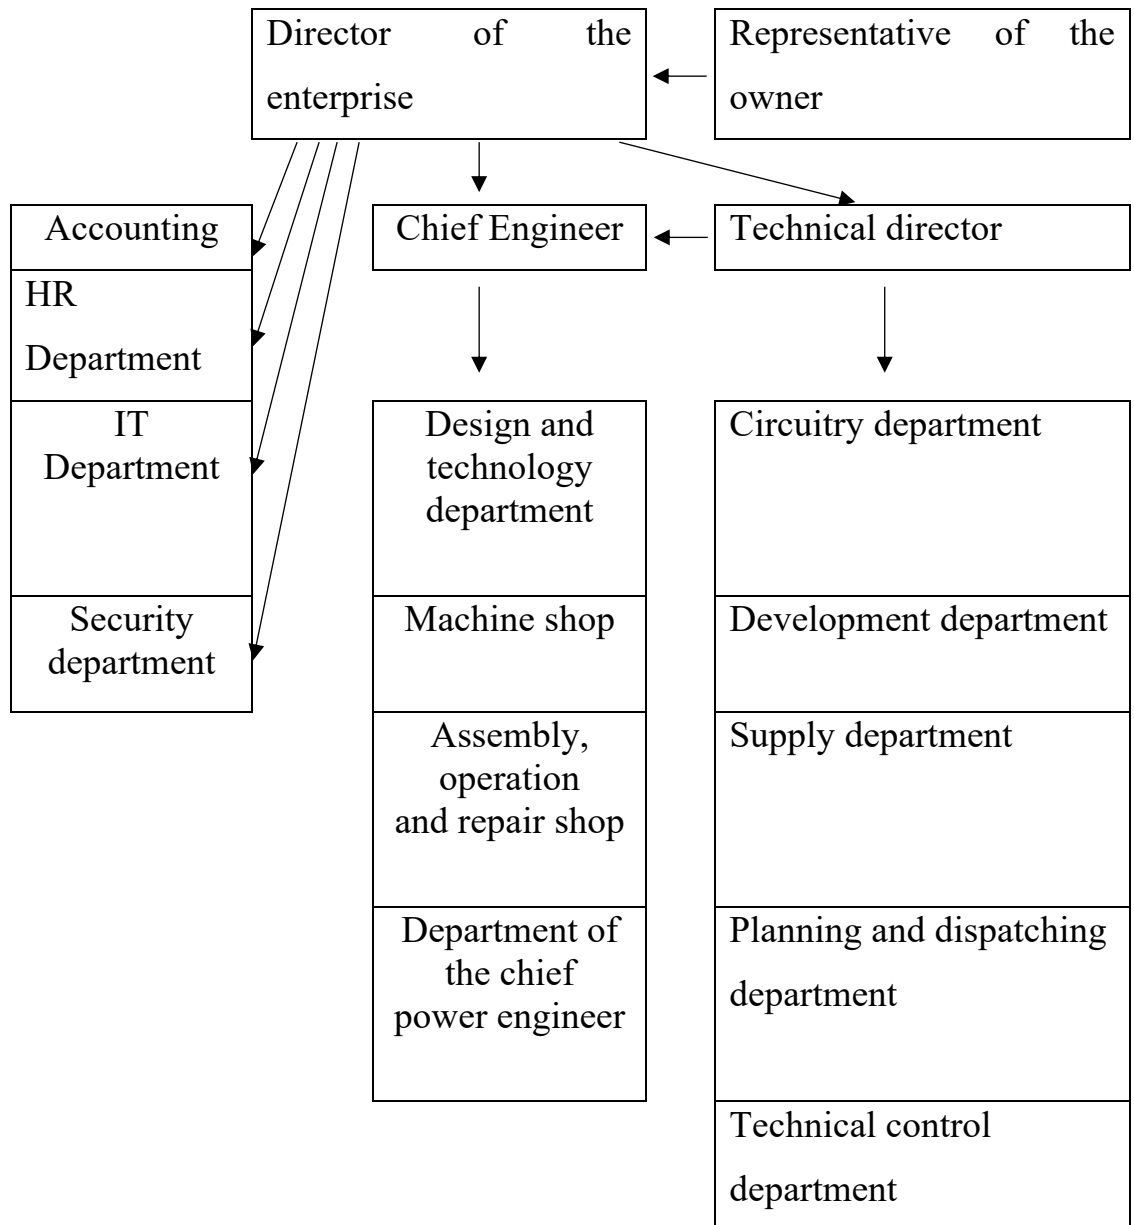 Director of the
enterprise
Representative of the
owner
Accounting
HR
Department
IT
Department
Security
department
Chief Engineer
Technical director
Design and
technology
department
Machine shop
Assembly,
operation
and repair shop
Department of
the chief
power engineer
Circuitry department
Development department
Supply department
Planning and dispatching
department
Technical control
department